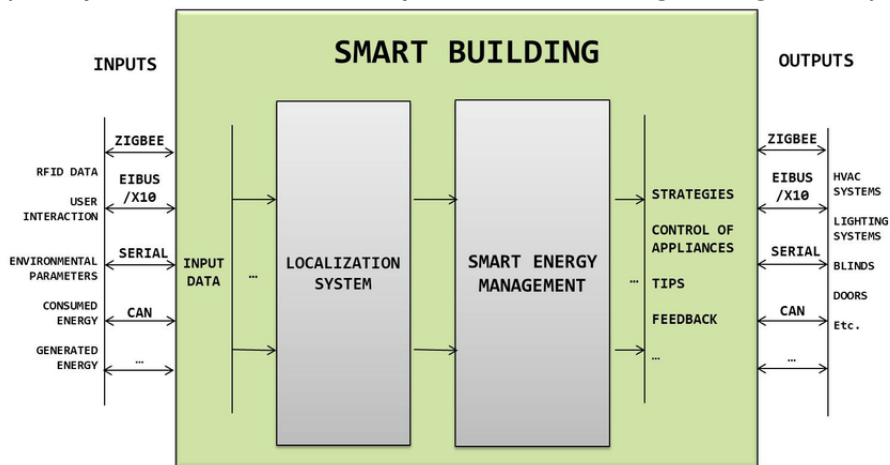 SMART BUILDING
INPUTS
OUTPUTS
ZIGBEE
RFID DATA
EIBUS
/X10
USER
INTERACTION
SERIAL
ENVIRONMENTAL
PARAMETERS
CONSUMED
ENERGY
CAN
GENERATED
ENERGY
…
INPUT
DATA
…
LOCALIZATION
SYSTEM
SMART ENERGY
MANAGEMENT
…
STRATEGIES
CONTROL OF
APPLIANCES
TIPS
FEEDBACK
…
ZIGBEE
EIBUS
/X10
SERIAL
CAN
…
HVAC
SYSTEMS
LIGHTING
SYSTEMS
BLINDS
DOORS
Etc.